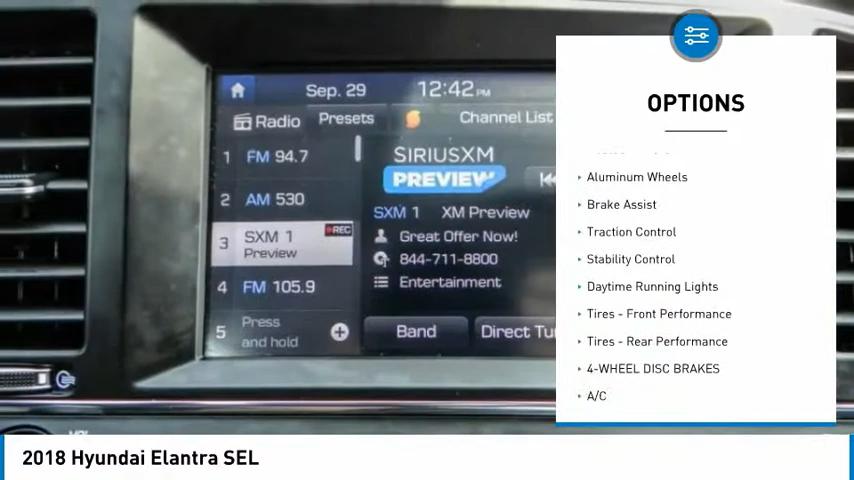 Sep. 29
12:42 PM
Radio
Presets
Channel List
1 FM 94.7
2 AM 530
3 SXM 1 REC
Preview
4 FM 105.9
5 Press
and hold
SIRIUSXM
PREVIEW
SXM 1 XM Preview
Great Offer Now!
844-711-8800
Entertainment
Band
Direct
OPTIONS
Aluminum Wheels
Brake Assist
Traction Control
Stability Control
Daytime Running Lights
Tires - Front Performance
Tires - Rear Performance
4-WHEEL DISC BRAKES
A/C
2018 Hyundai Elantra SEL